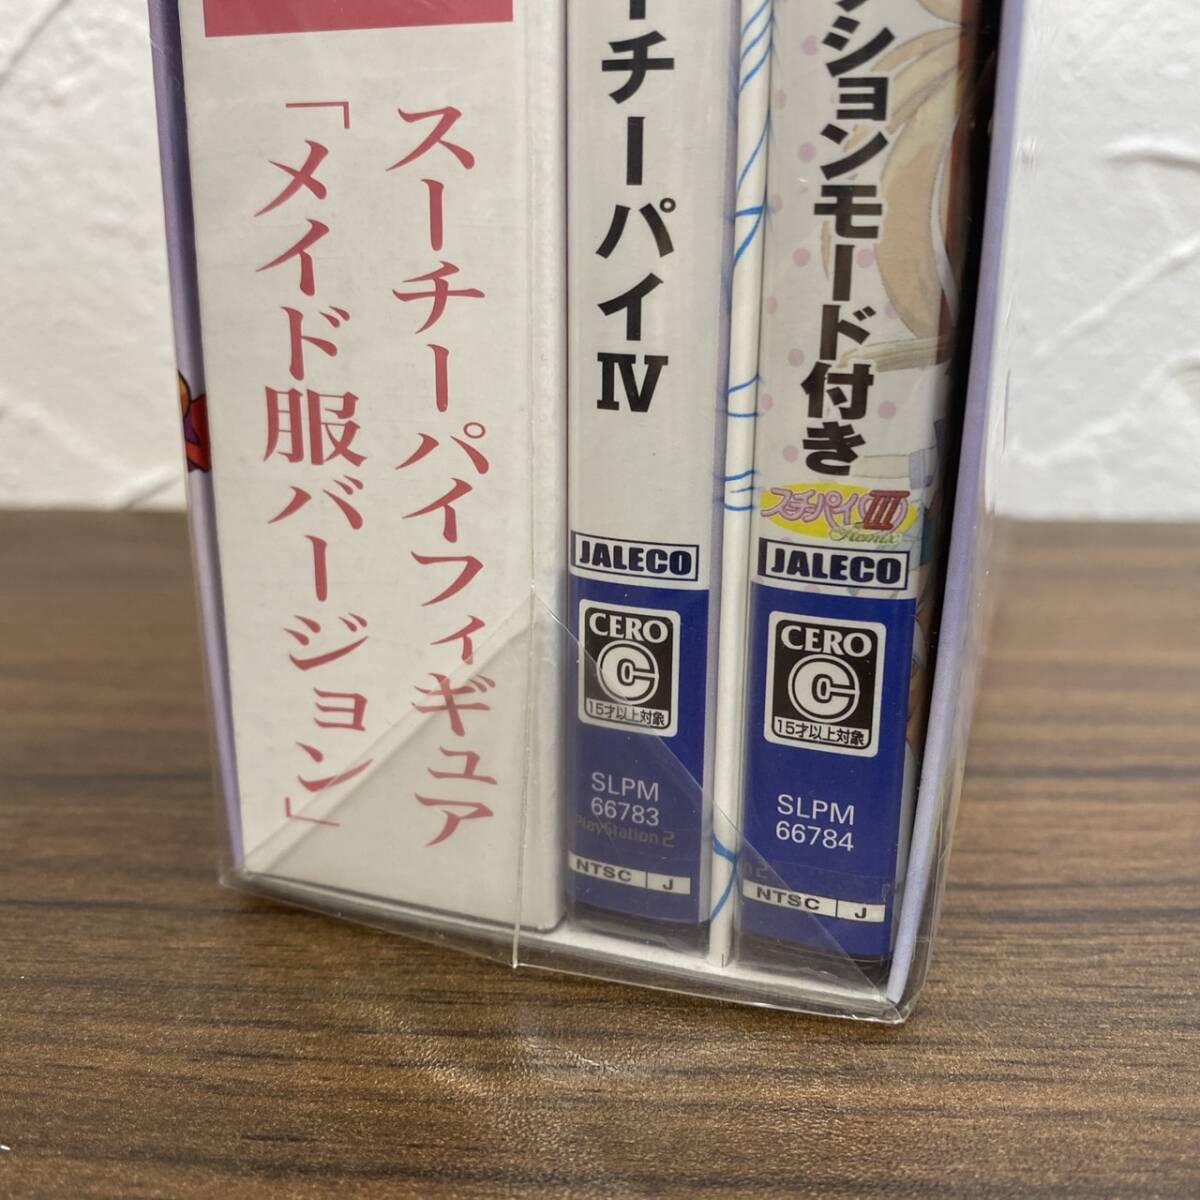 スーチーパイフィギュア
「メイド服バージョン」
ーチーパイⅣ
JALECO
CERO
C
15才以上対象
SLPM
66783
PlayStation 2
NTSC J
ションモード付き
スチーパイⅢ
Remix
JALECO
CERO
C
15才以上対象
SLPM
66784
NTSC J